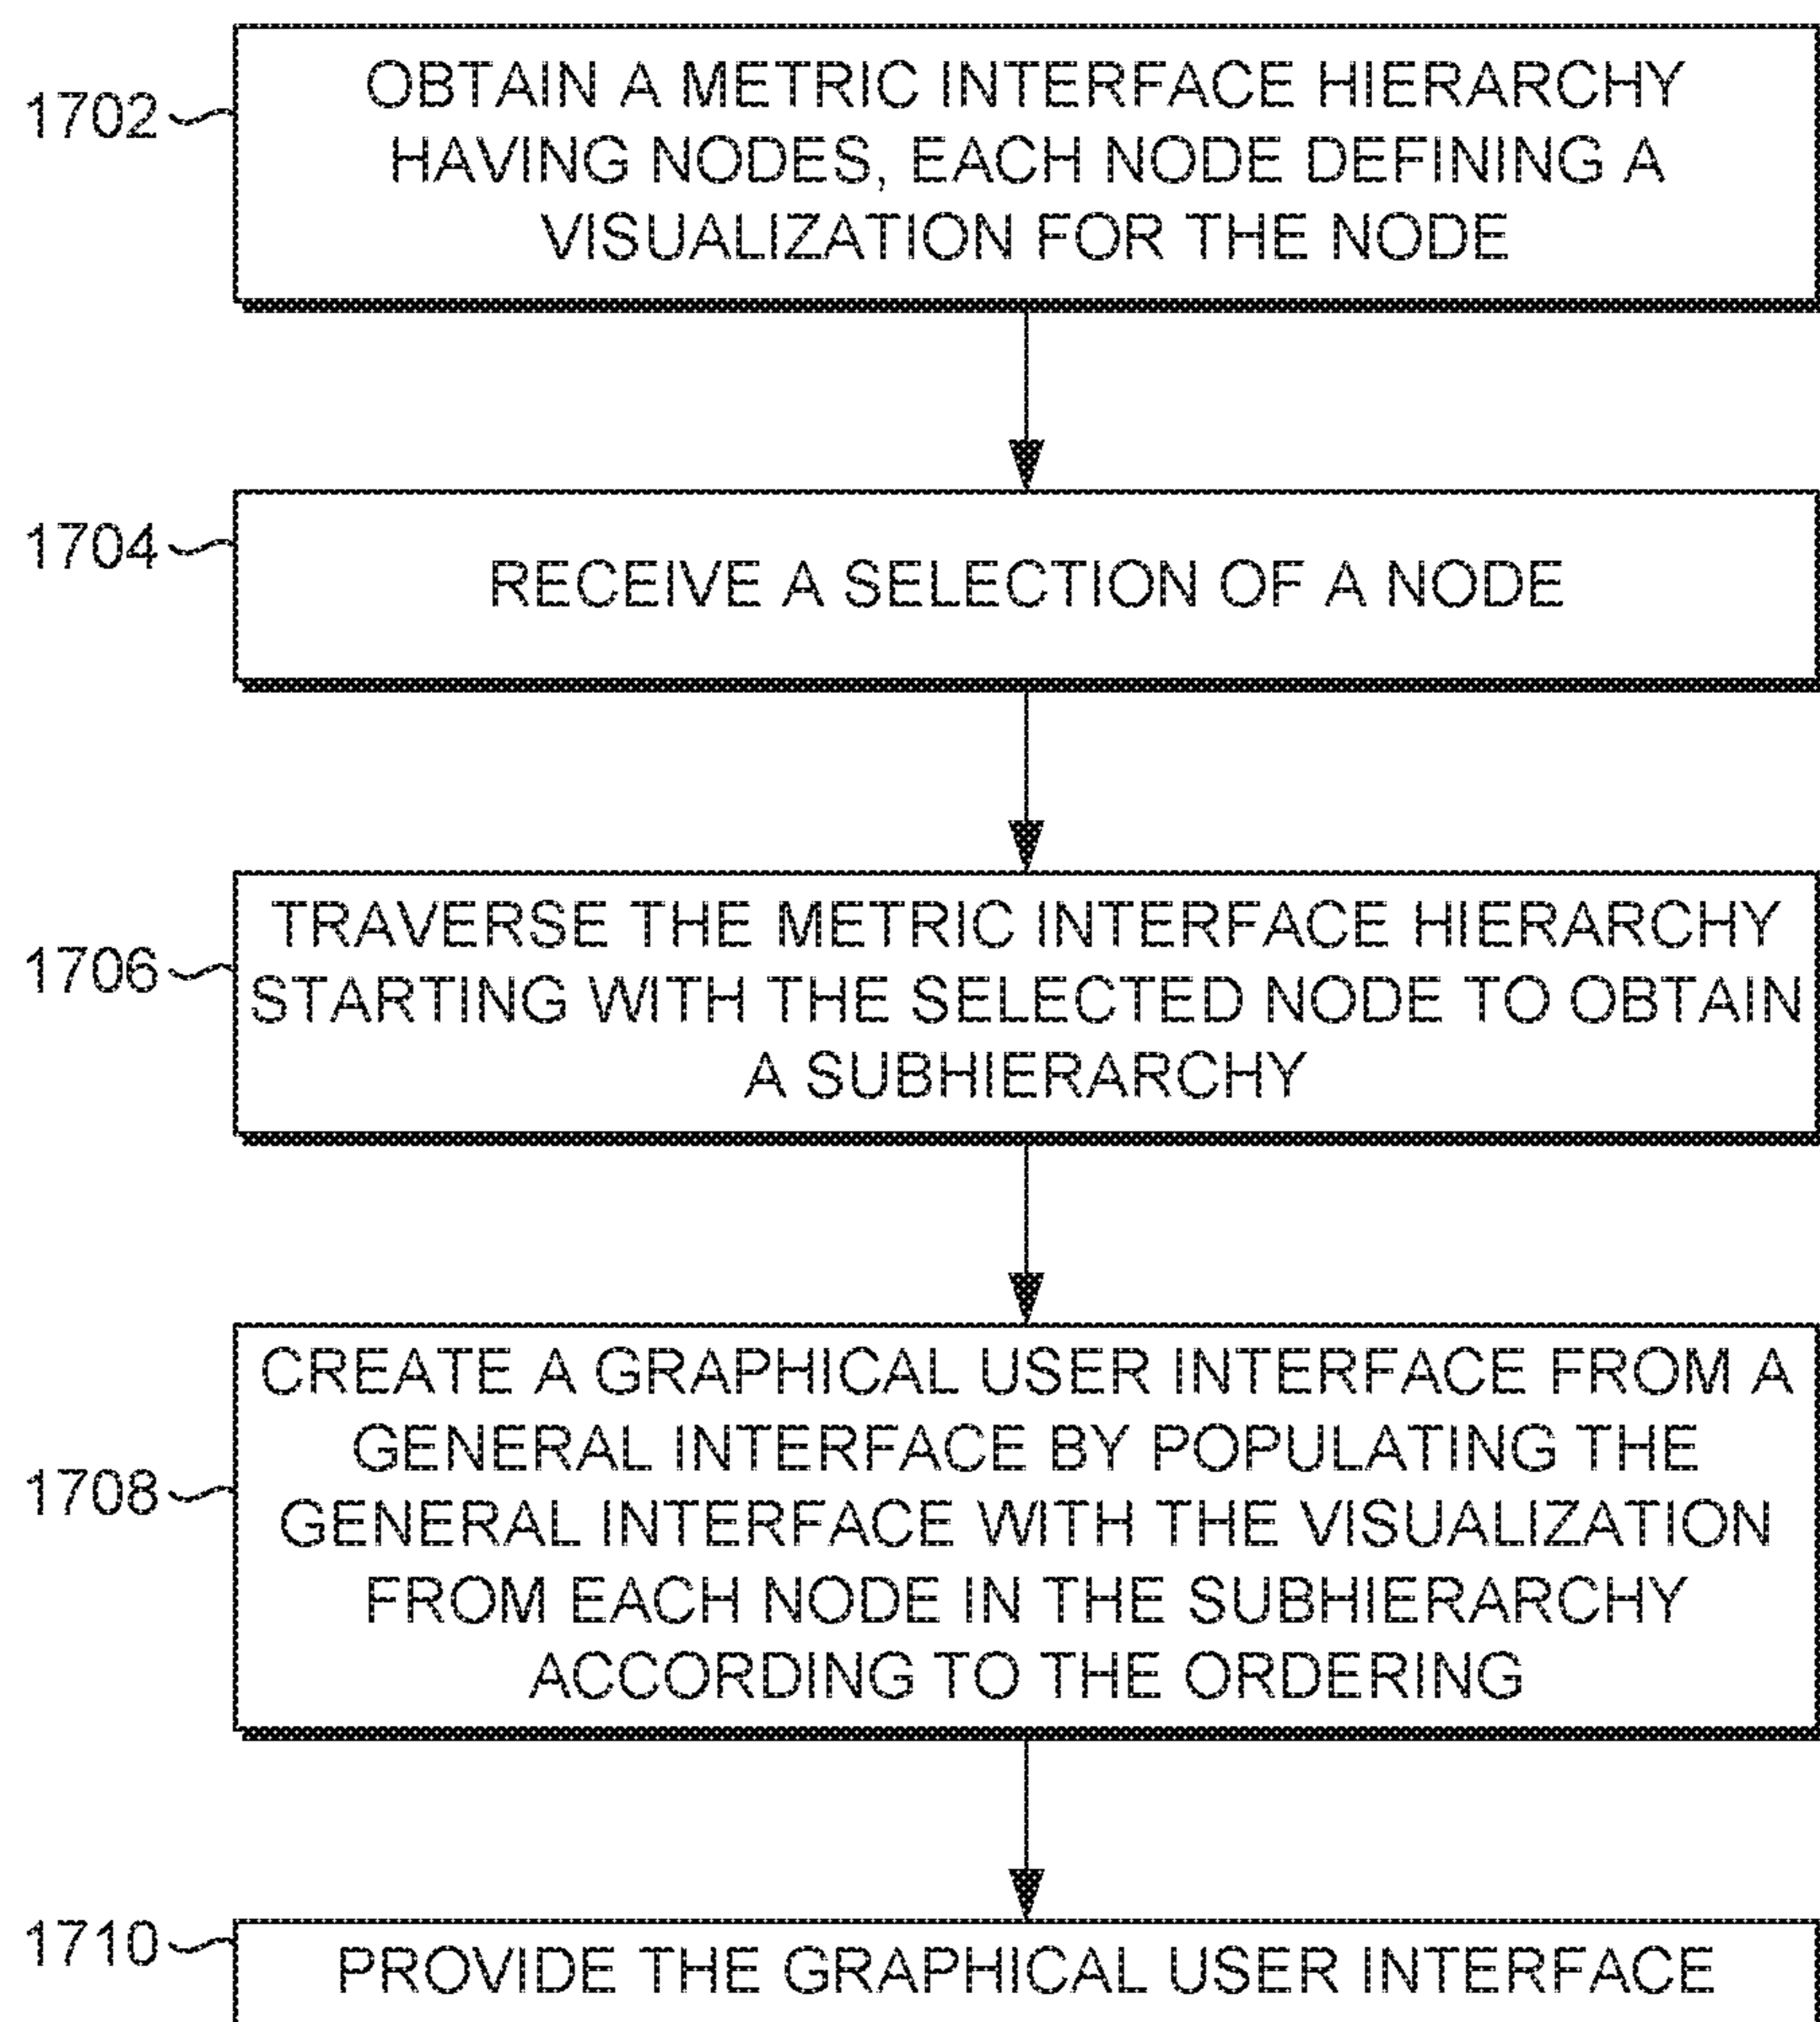 1702
OBTAIN A METRIC INTERFACE HIERARCHY
HAVING NODES, EACH NODE DEFINING A
VISUALIZATION FOR THE NODE
1704
RECEIVE A SELECTION OF A NODE
1706
TRAVERSE THE METRIC INTERFACE HIERARCHY
STARTING WITH THE SELECTED NODE TO OBTAIN
A SUBHIERARCHY
1708
CREATE A GRAPHICAL USER INTERFACE FROM A
GENERAL INTERFACE BY POPULATING THE
GENERAL INTERFACE WITH THE VISUALIZATION
FROM EACH NODE IN THE SUBHIERARCHY
ACCORDING TO THE ORDERING
1710
PROVIDE THE GRAPHICAL USER INTERFACE